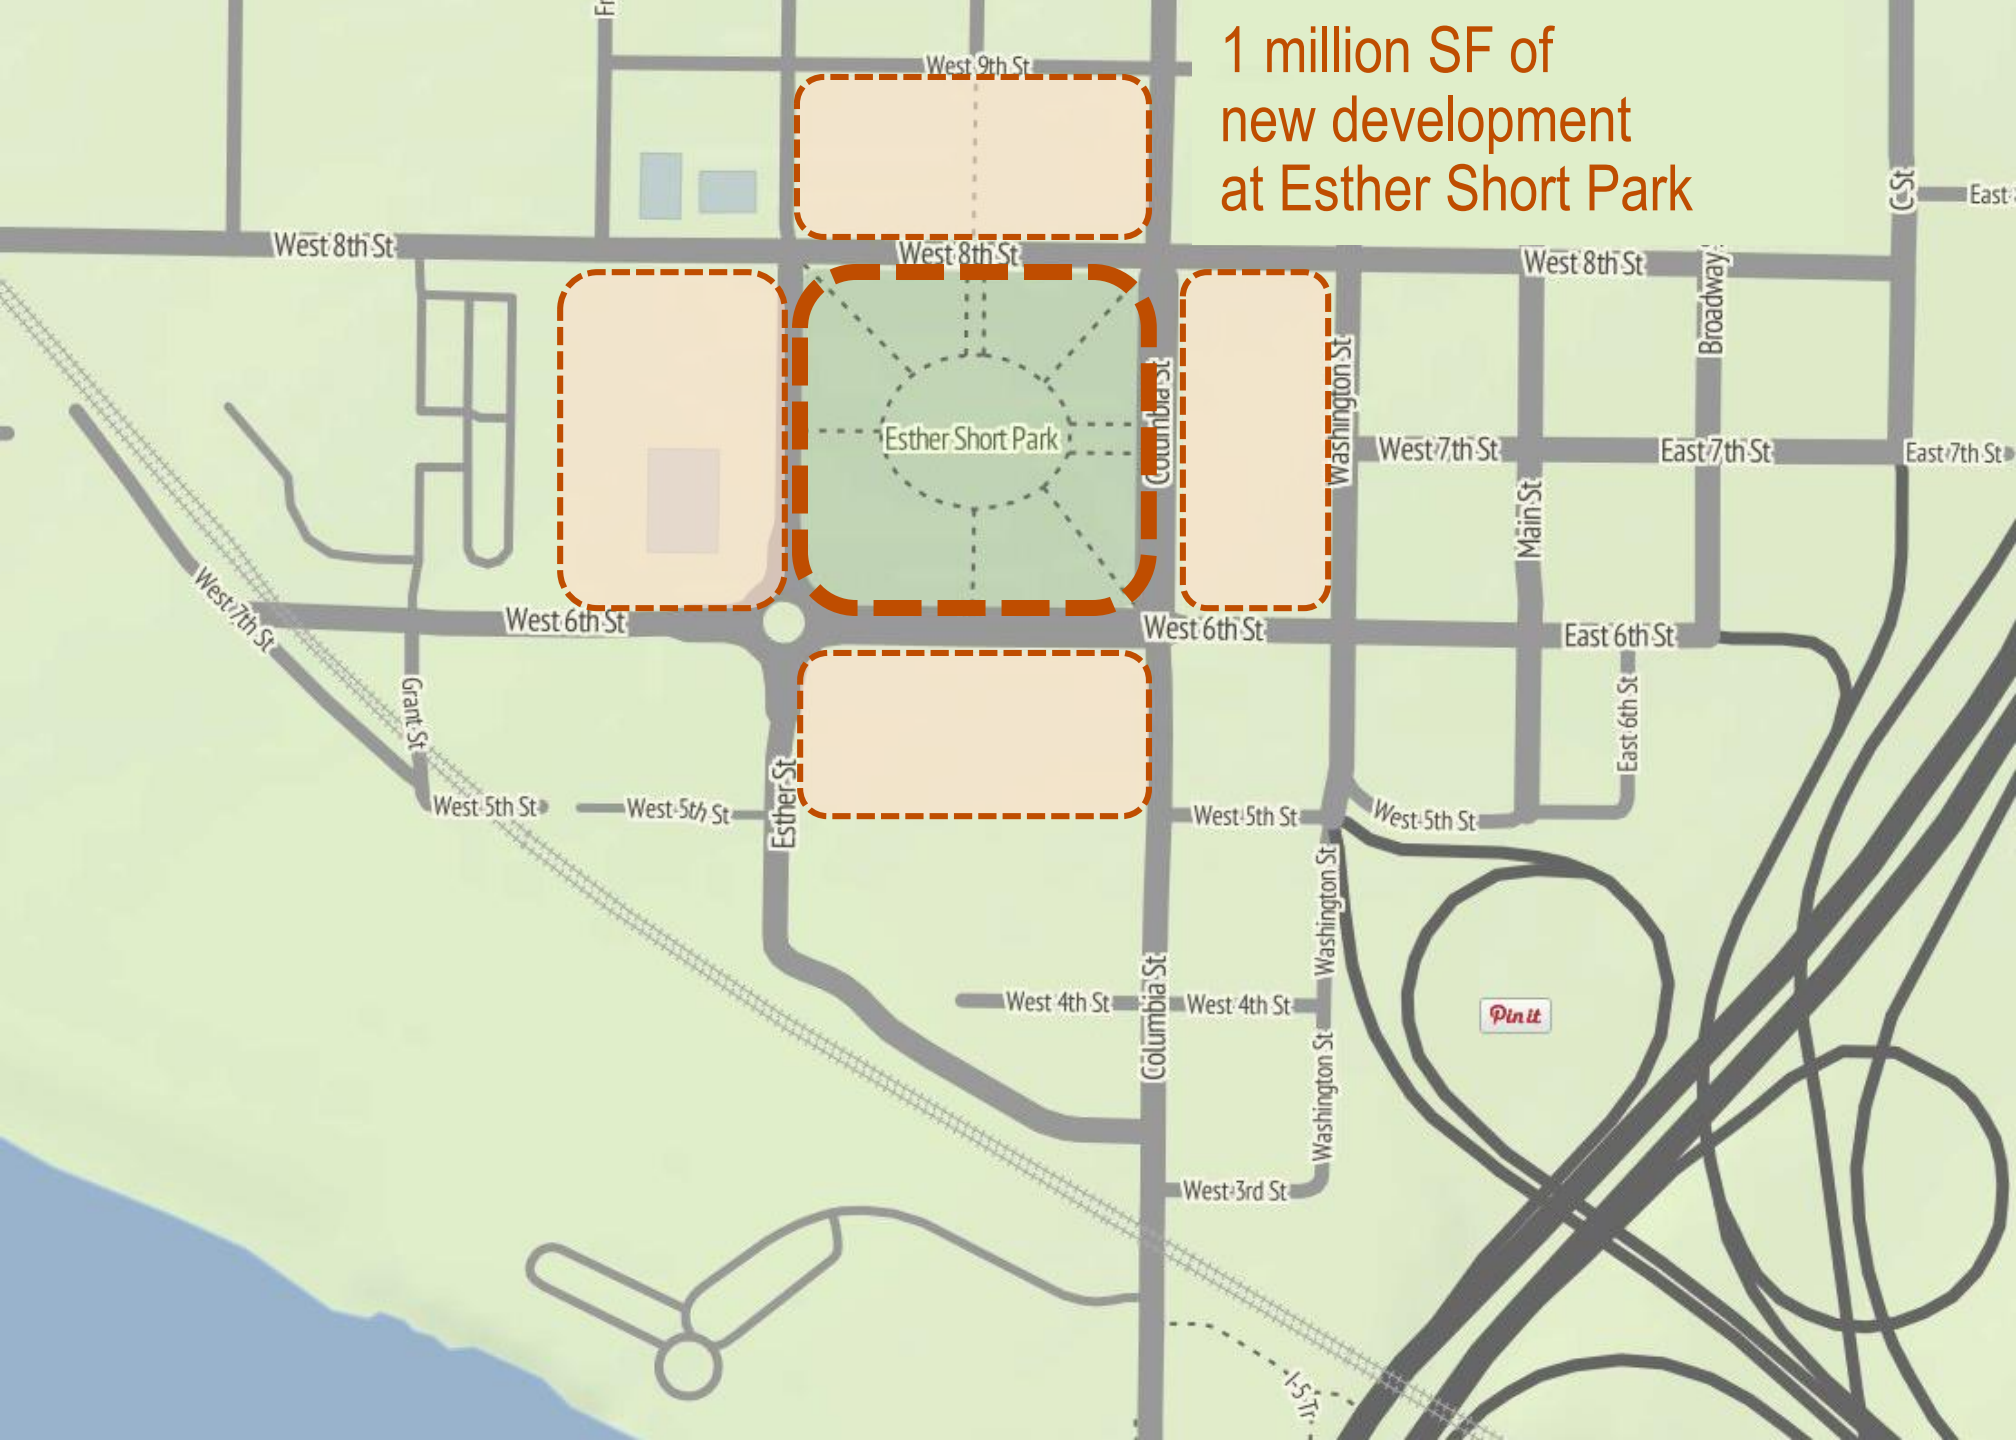 Fr
West 9th St
1 million SF of
new development
at Esther Short Park
C St
East
West 8th St
West 8th St
West 8th St
Broadway
Columbia St
Washington St
Esther Short Park
West 7th St
East 7th St
East 7th St
Main St
West 7th St
West 6th St
West 6th St
East 6th St
Grant St
East 6th St
Esther St
West 5th St
West 5th St
West 5th St
West 5th St
Washington St
Columbia St
West 4th St
West 4th St
Pin it
Washington St
West 3rd St
I-5 Tr